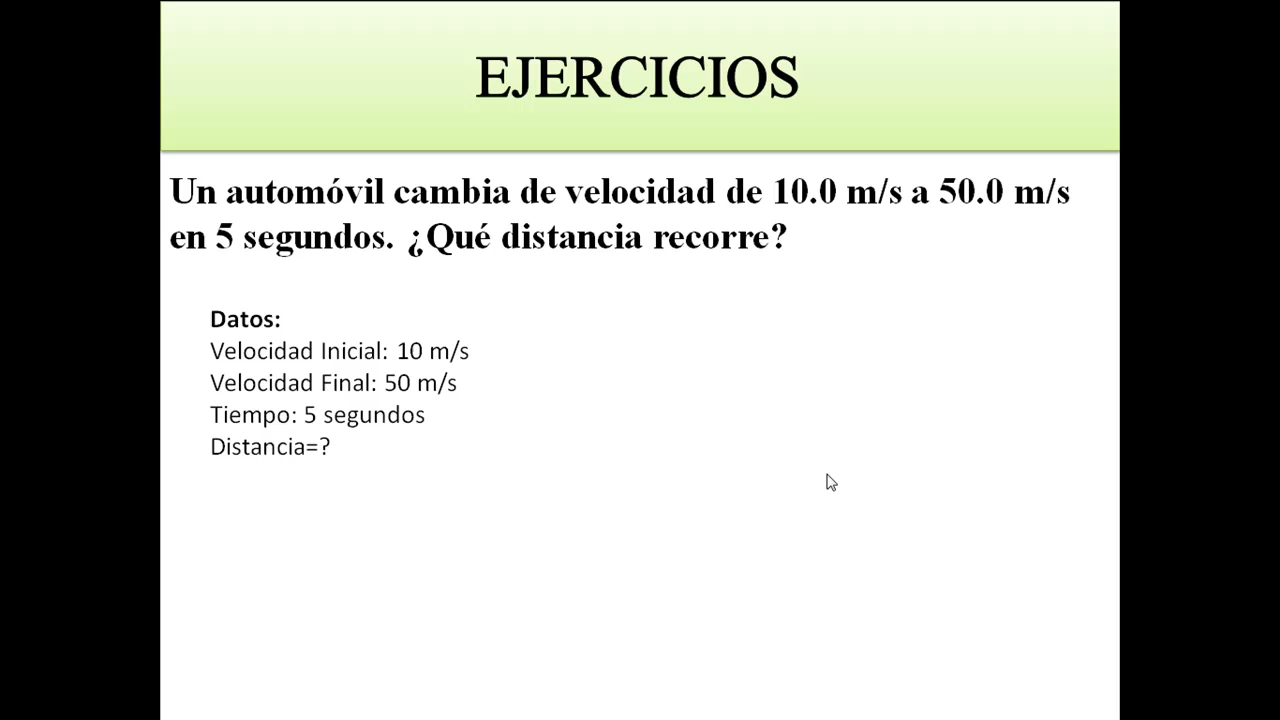 EJERCICIOS
Un automóvil cambia de velocidad de 10.0 m/s a 50.0 m/s
en 5 segundos. ¿Qué distancia recorre?
Datos:
Velocidad Inicial: 10 m/s
Velocidad Final: 50 m/s
Tiempo: 5 segundos
Distancia=?